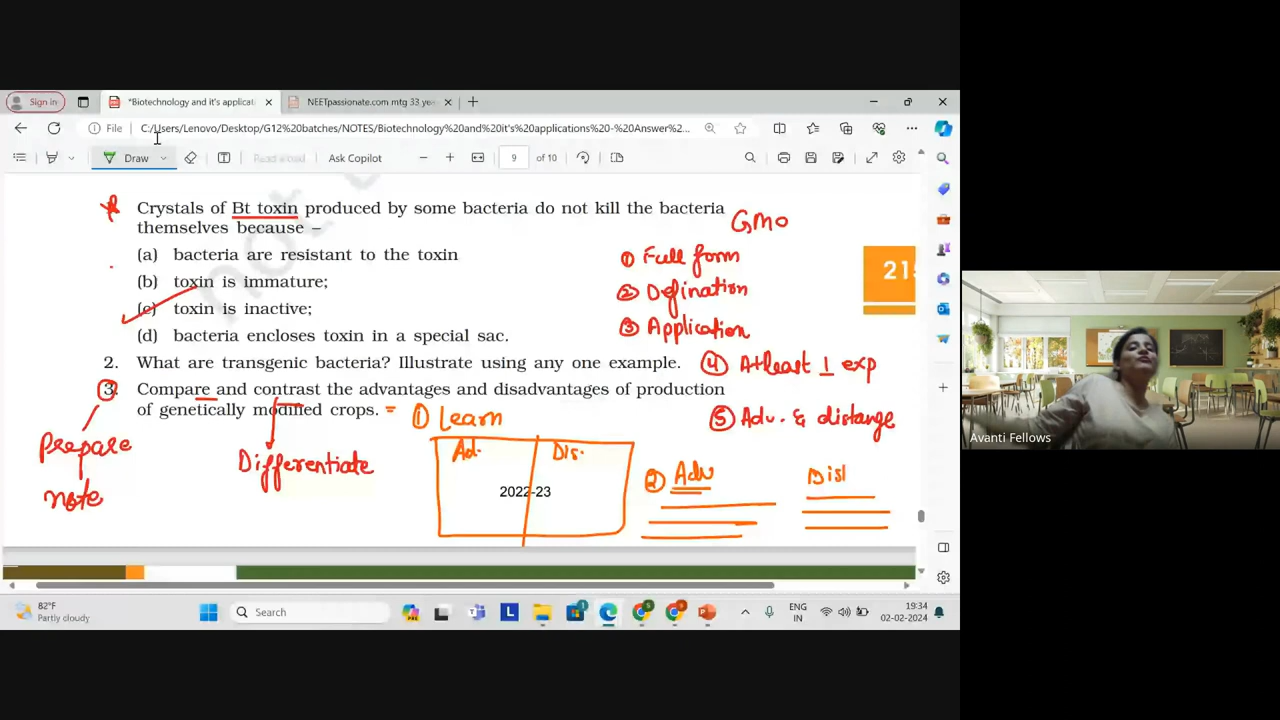 Sign in
*Biotechnology and it's applicati
NEETpassionate.com mtg 33 ye
File
C:/Users/Lenovo/Desktop/G12%20batches/NOTES/Biotechnology%20and%20it's%20applications%20-%20Answer%2...
Draw
Read aloud
Ask Copilot
9 of 10
Crystals of Bt toxin produced by some bacteria do not kill the bacteria
themselves because –
(a) bacteria are resistant to the toxin
(b) toxin is immature;
(c) toxin is inactive;
(d) bacteria encloses toxin in a special sac.
2. What are transgenic bacteria? Illustrate using any one example.
3. Compare and contrast the advantages and disadvantages of production
of genetically modified crops. =
GMO
① Full form
② Defination
③ Application
④ Atleast 1 exp
⑤ Adv. & distange
215
Prepare
note
Differentiate
① Learn
Ad.
Dis.
2022-23
② Adv
Disl
Avanti Fellows
82°F
Partly cloudy
Search
ENG
IN
19:34
02-02-2024